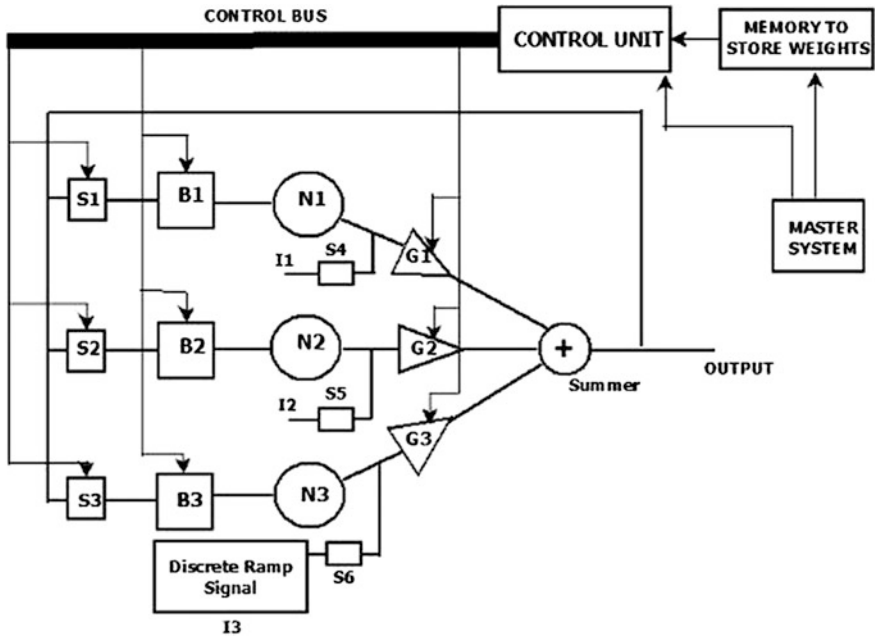 CONTROL BUS
CONTROL UNIT
MEMORY TO
STORE WEIGHTS
MASTER
SYSTEM
S1
B1
N1
I1
S4
G1
S2
B2
N2
I2
S5
G2
+
Summer
OUTPUT
S3
B3
N3
G3
Discrete Ramp
Signal
S6
I3